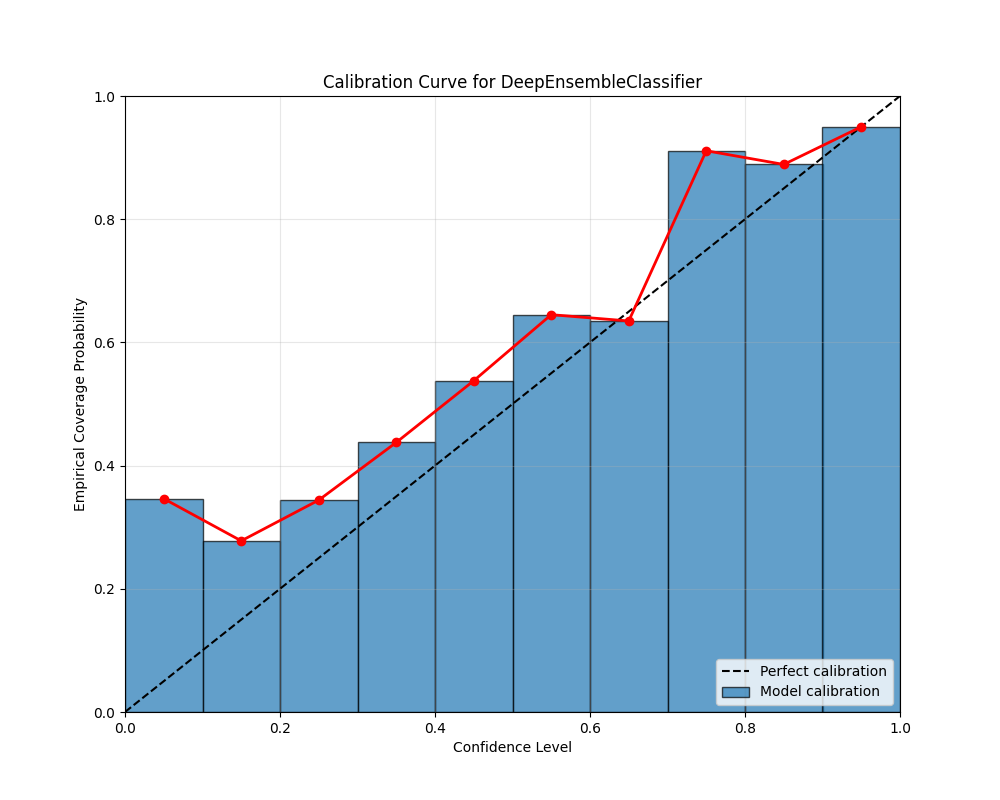 Calibration Curve for DeepEnsembleClassifier
1.0
0.8
0.6
0.4
0.2
0.0
Empirical Coverage Probability
Perfect calibration
Model calibration
0.0 0.2 0.4 0.6 0.8 1.0
Confidence Level